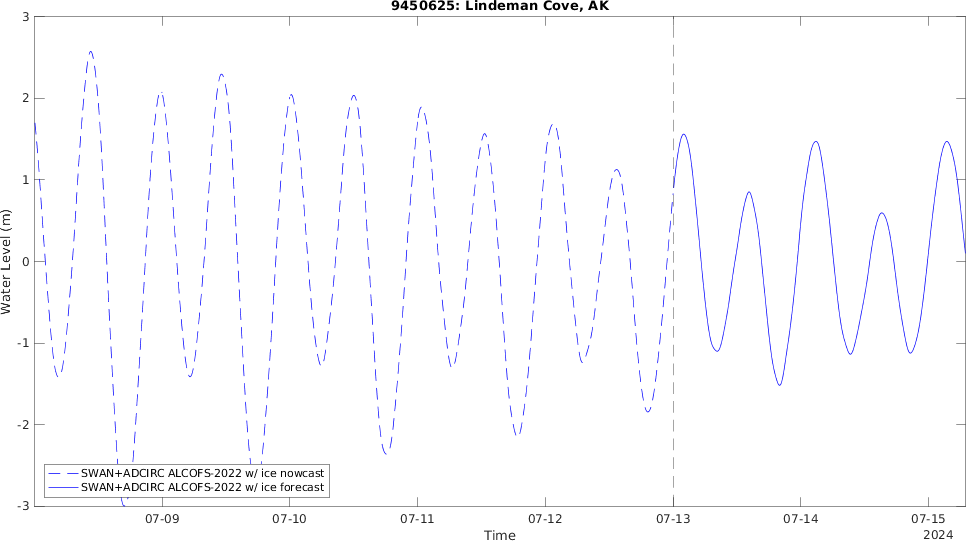 9450625: Lindeman Cove, AK
3
2
1
0
-1
-2
-3
Water Level (m)
SWAN+ADCIRC ALCOFS-2022 w/ ice nowcast
SWAN+ADCIRC ALCOFS-2022 w/ ice forecast
07-09 07-10 07-11 07-12 07-13 07-14 07-15
Time
2024